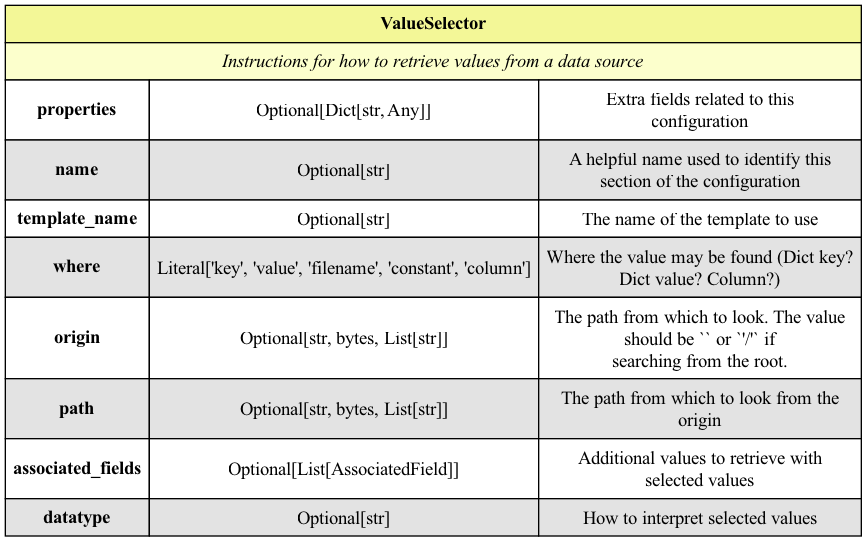 ValueSelector
Instructions for how to retrieve values from a data source
properties
Optional[Dict[str, Any]]
Extra fields related to this
configuration
name
Optional[str]
A helpful name used to identify this
section of the configuration
template_name
Optional[str]
The name of the template to use
where
Literal['key', 'value', 'filename', 'constant', 'column']
Where the value may be found (Dict key?
Dict value? Column?)
origin
Optional[str, bytes, List[str]]
The path from which to look. The value
should be `` or `'/'` if
searching from the root.
path
Optional[str, bytes, List[str]]
The path from which to look from the
origin
associated_fields
Optional[List[AssociatedField]]
Additional values to retrieve with
selected values
datatype
Optional[str]
How to interpret selected values